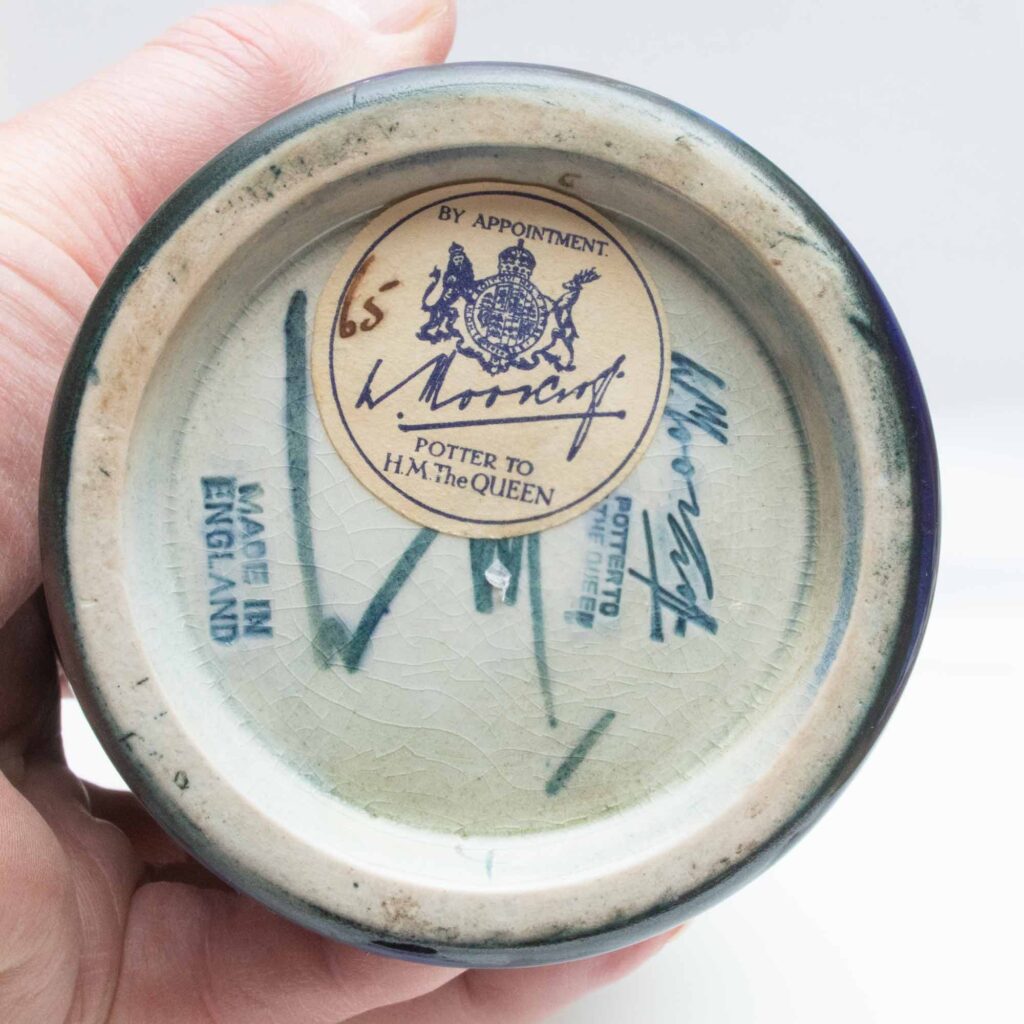 BY APPOINTMENT.
65
W. Moorcroft.
POTTER TO
H.M. The QUEEN
W. Moorcroft
POTTER TO
THE QUEEN
MADE IN
ENGLAND
W M